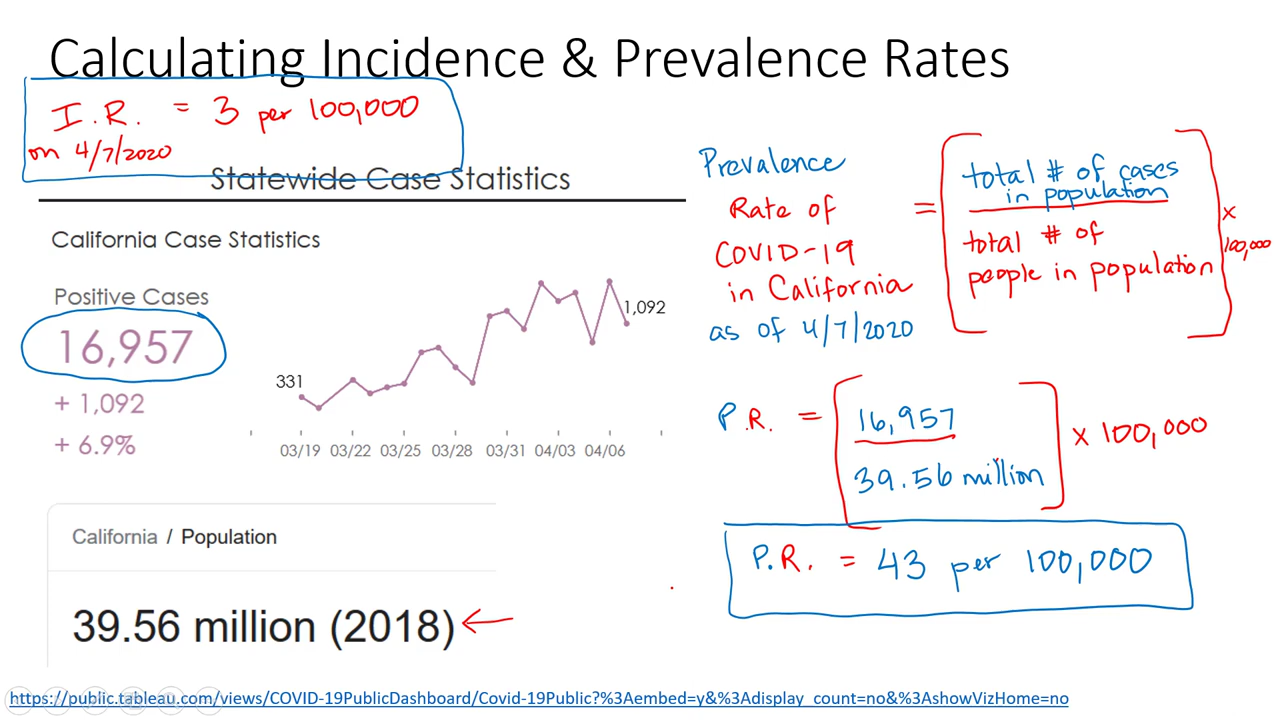 Calculating Incidence & Prevalence Rates
I.R. = 3 per 100,000
on 4/7/2020
Statewide Case Statistics
California Case Statistics
Positive Cases
16,957
+ 1,092
+ 6.9%
331
1,092
03/19 03/22 03/25 03/28 03/31 04/03 04/06
California / Population
39.56 million (2018)
Prevalence
Rate of
COVID-19
in California
as of 4/7/2020
=
total # of cases
in population
total # of
people in population
x
100,000
P.R. = 16,957
39.56 million
x 100,000
P.R. = 43 per 100,000
https://public.tableau.com/views/COVID-19PublicDashboard/Covid-19Public?%3Aembed=y&%3Adisplay_count=no&%3AshowVizHome=no